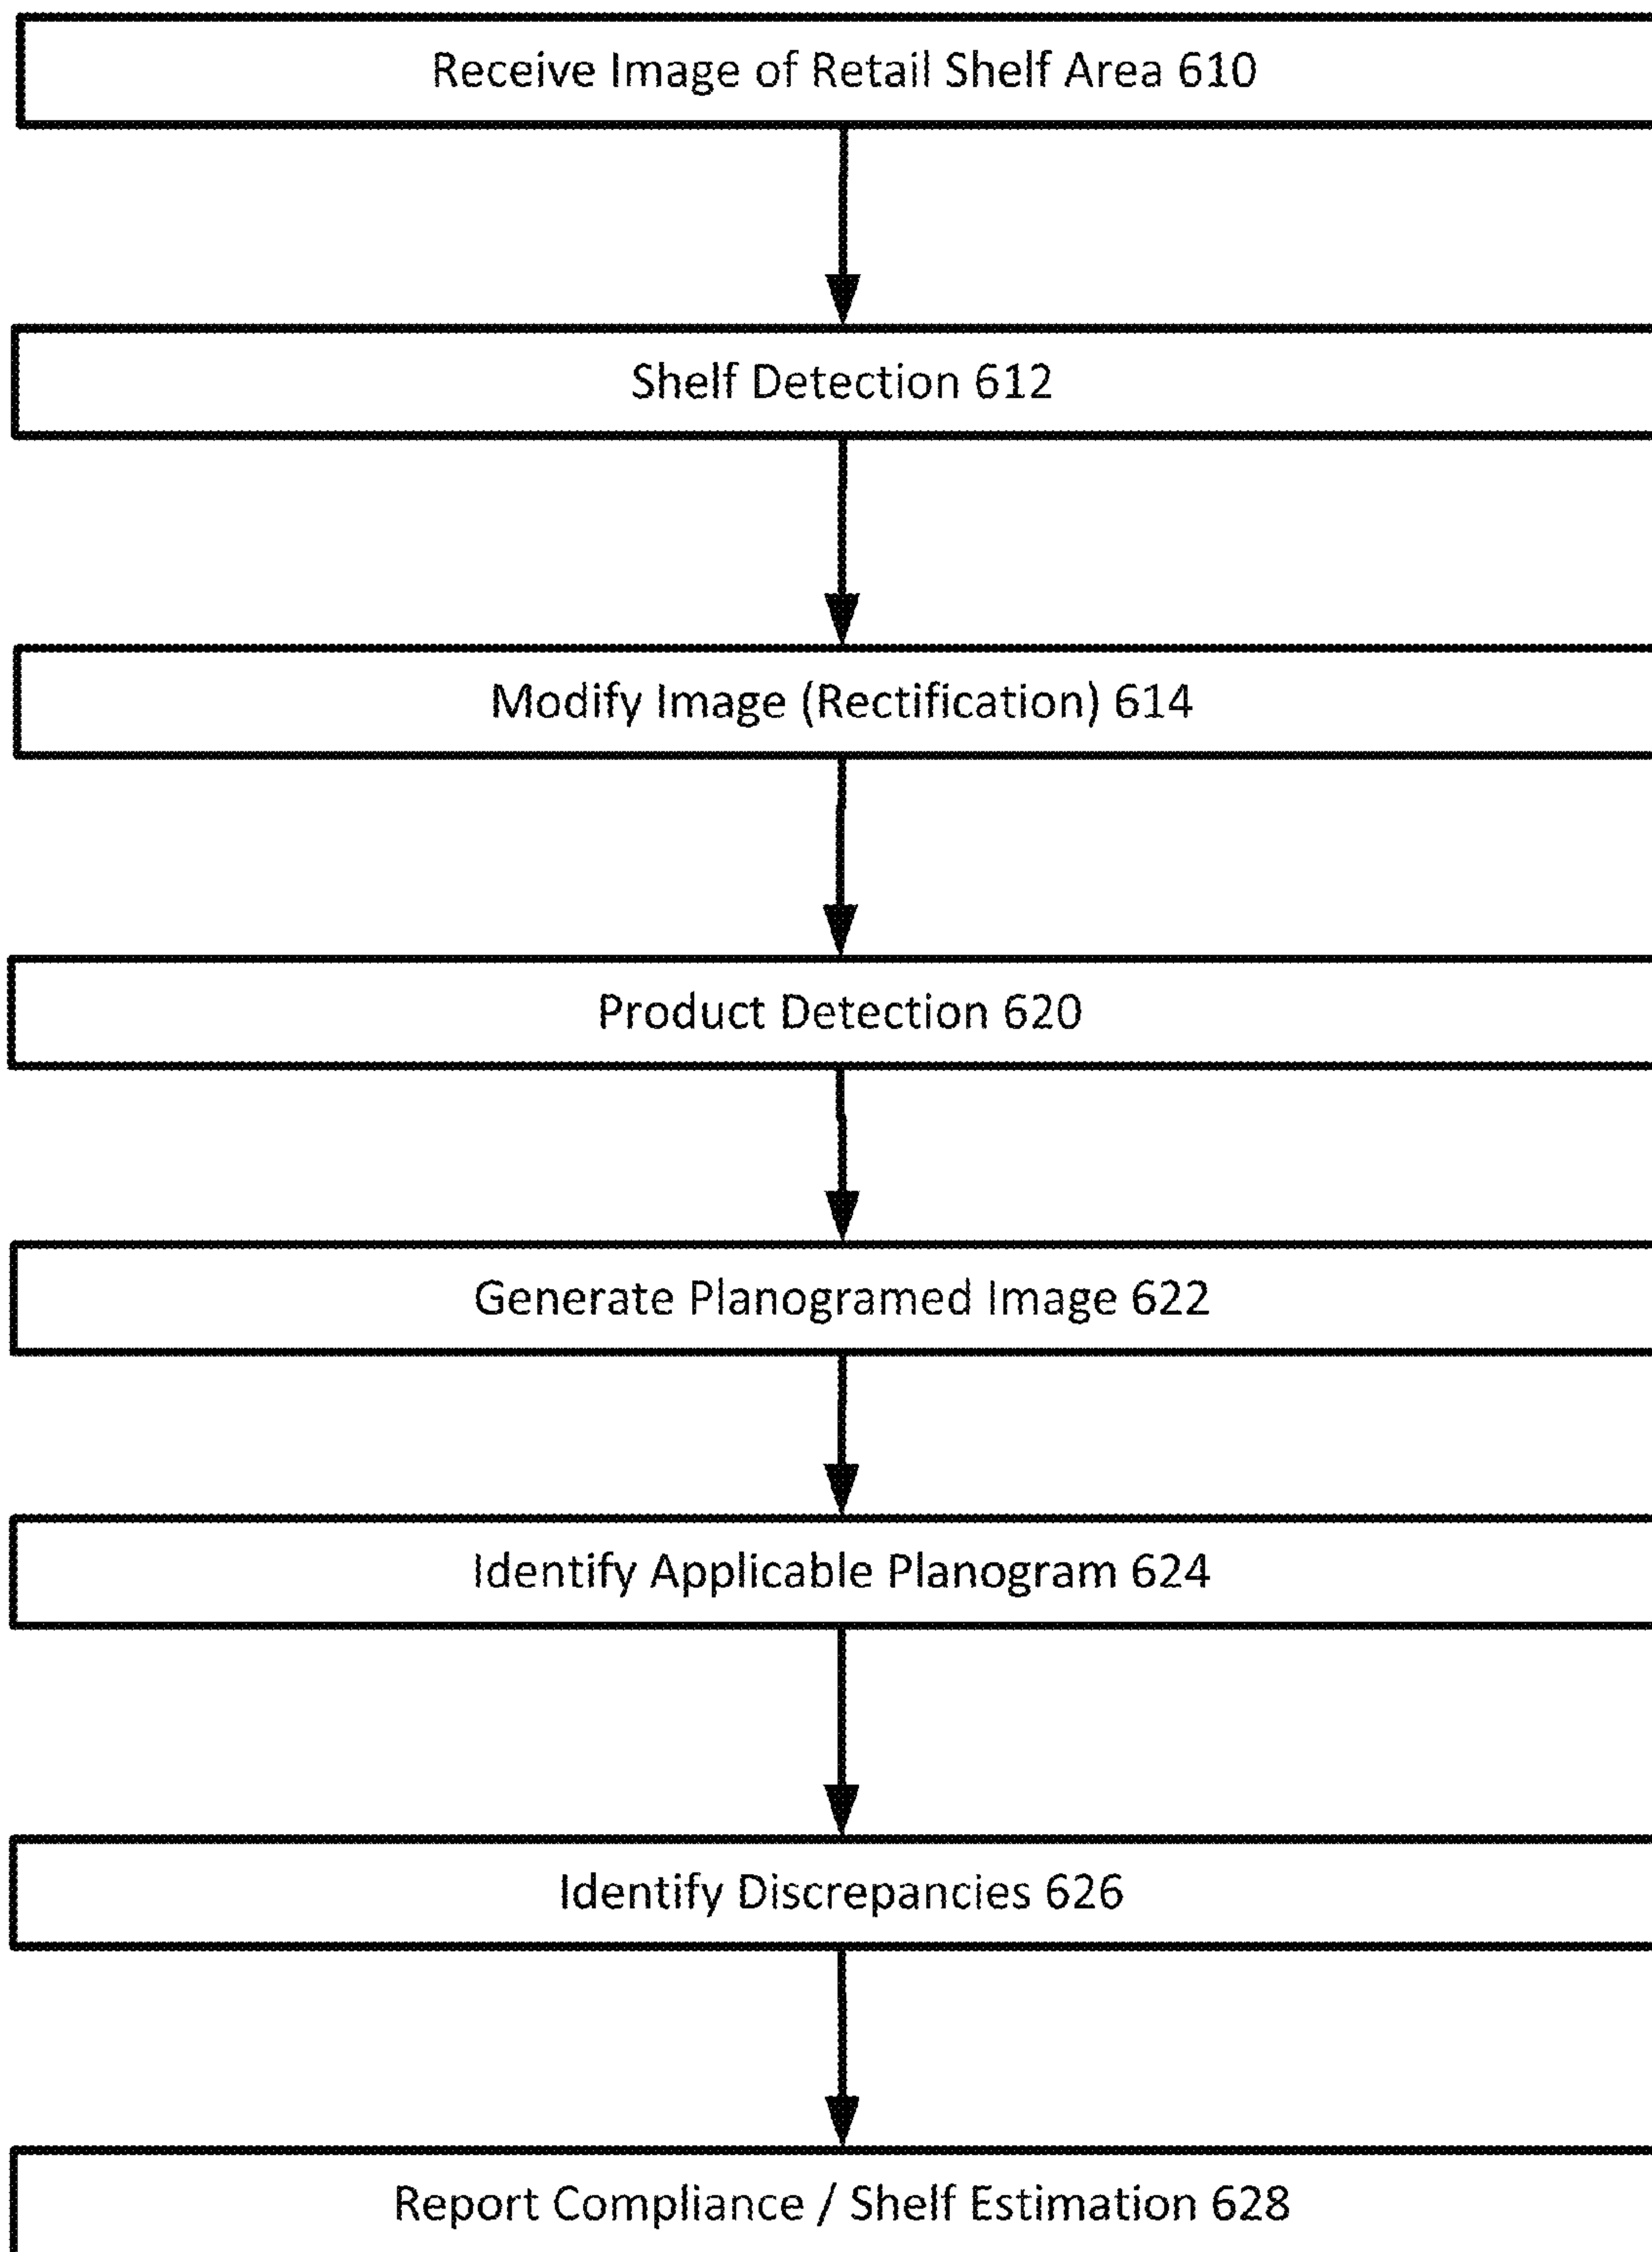 Receive Image of Retail Shelf Area 610
Shelf Detection 612
Modify Image (Rectification) 614
Product Detection 620
Generate Planogramed Image 622
Identify Applicable Planogram 624
Identify Discrepancies 626
Report Compliance / Shelf Estimation 628